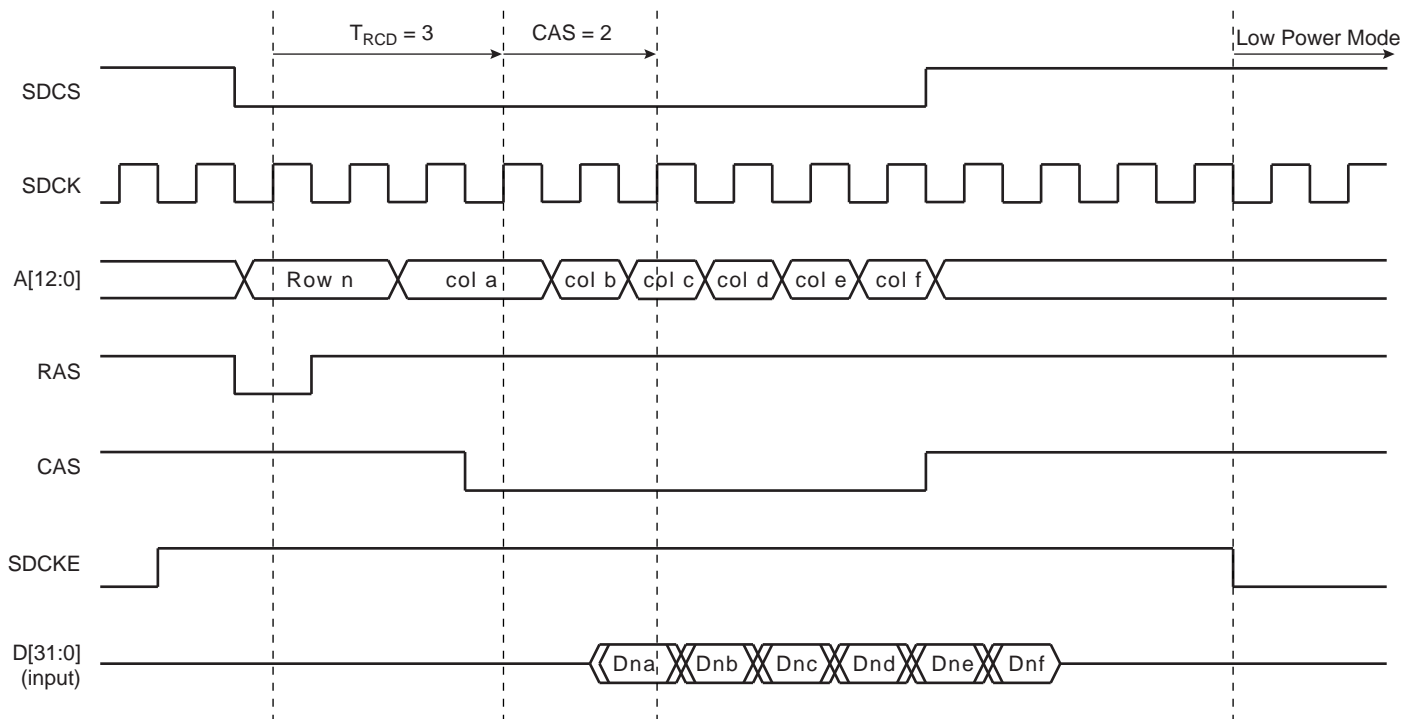 T_RCD = 3
CAS = 2
Low Power Mode
SDCS
SDCK
A[12:0]
Row n
col a
col b
col c
col d
col e
col f
RAS
CAS
SDCKE
D[31:0]
(input)
Dna
Dnb
Dnc
Dnd
Dne
Dnf